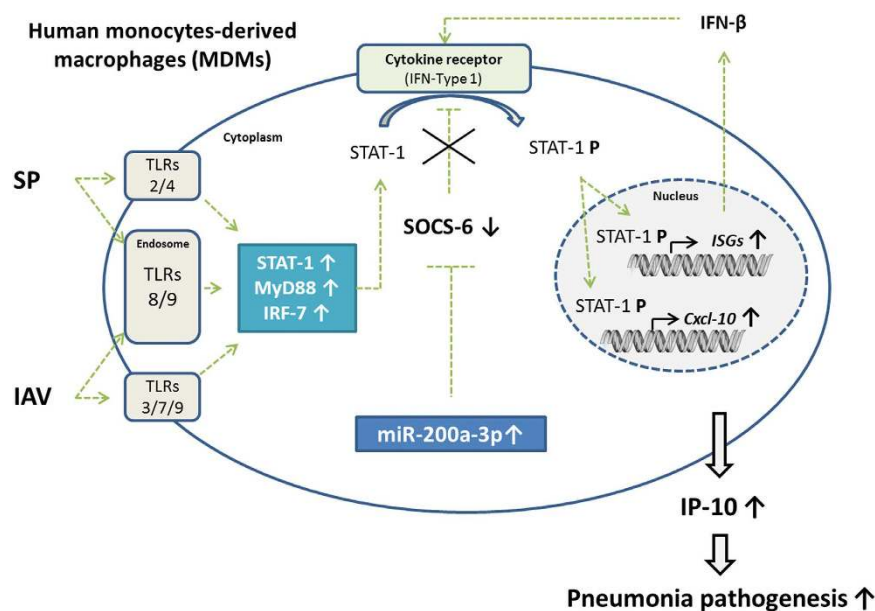 Human monocytes-derived
macrophages (MDMs)
IFN-β
Cytokine receptor
(IFN-Type 1)
Cytoplasm
STAT-1
STAT-1 P
SP
TLRs
2/4
Nucleus
SOCS-6 ↓
STAT-1 P
ISGs ↑
Endosome
TLRs
8/9
STAT-1 ↑
MyD88 ↑
IRF-7 ↑
STAT-1 P
Cxcl-10 ↑
IAV
TLRs
3/7/9
miR-200a-3p ↑
IP-10 ↑
Pneumonia pathogenesis ↑